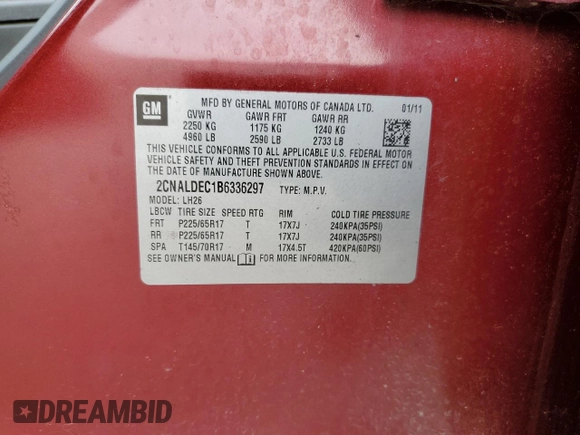 GM
MFD BY GENERAL MOTORS OF CANADA LTD. 01/11
GVWR GAWR FRT GAWR RR
2250 KG 1175 KG 1240 KG
4960 LB 2590 LB 2733 LB
THIS VEHICLE CONFORMS TO ALL APPLICABLE U.S. FEDERAL MOTOR
VEHICLE SAFETY AND THEFT PREVENTION STANDARDS IN EFFECT ON
THE DATE OF MANUFACTURE SHOWN ABOVE.
2CNALDEC1B6336297 TYPE: M.P.V.
MODEL: LH26
LBCW TIRE SIZE SPEED RTG RIM COLD TIRE PRESSURE
FRT P225/65R17 T 17X7J 240KPA(35PSI)
RR P225/65R17 T 17X7J 240KPA(35PSI)
SPA T145/70R17 M 17X4.5T 420KPA(60PSI)
SEE OWNER'S MANUAL FOR MORE INFORMATION.
DREAMBID